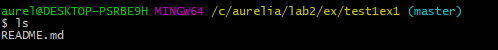 aurel@DESKTOP-PSRBE9H MINGW64 /c/aurelia/lab2/ex/test1ex1 (master)
$ ls
README.md